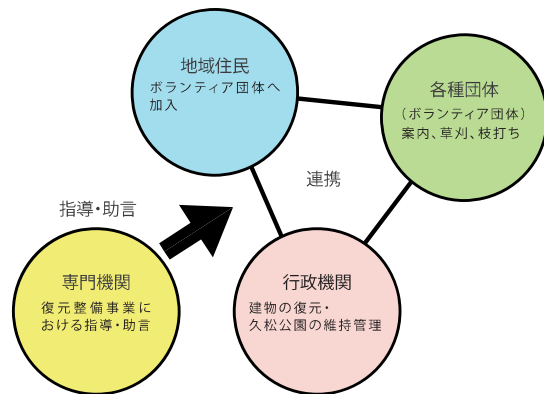 地域住民
ボランティア団体へ
加入
各種団体
（ボランティア団体）
案内、草刈、枝打ち
連携
指導・助言
専門機関
復元整備事業に
おける指導・助言
行政機関
建物の復元・
久松公園の維持管理